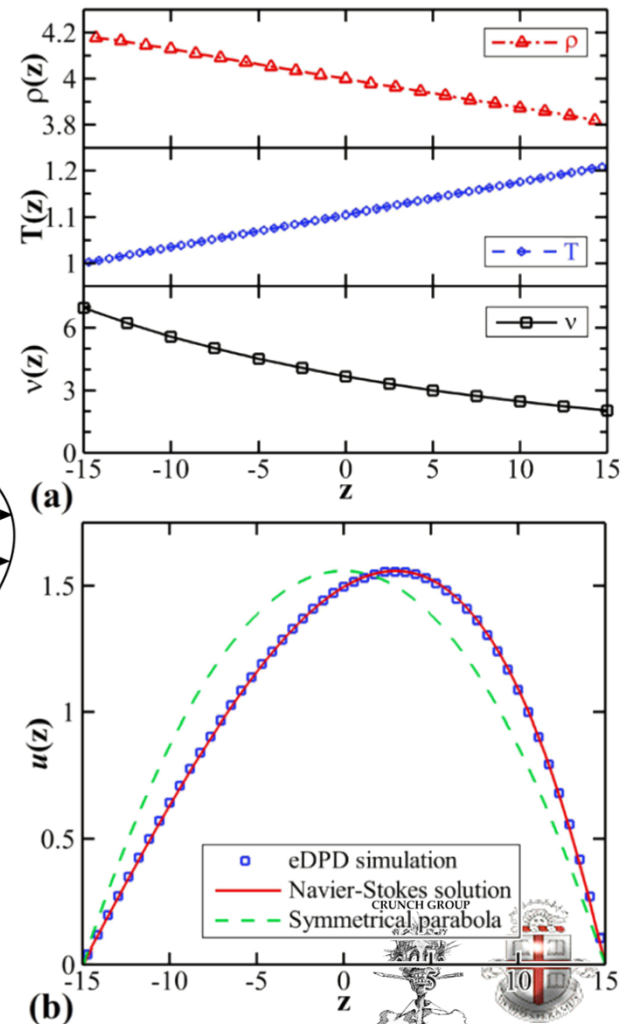 4.2
4
3.8
ρ(z)
ρ
1.2
1.1
1
T(z)
T
6
3
0
ν(z)
ν
-15 -10 -5 0 5 10 15
z
(a)
1.5
1
0.5
0
u(z)
eDPD simulation
Navier-Stokes solution
CRUNCH GROUP
Symmetrical parabola
-15 -10 -5 0 5 10 15
z
(b)